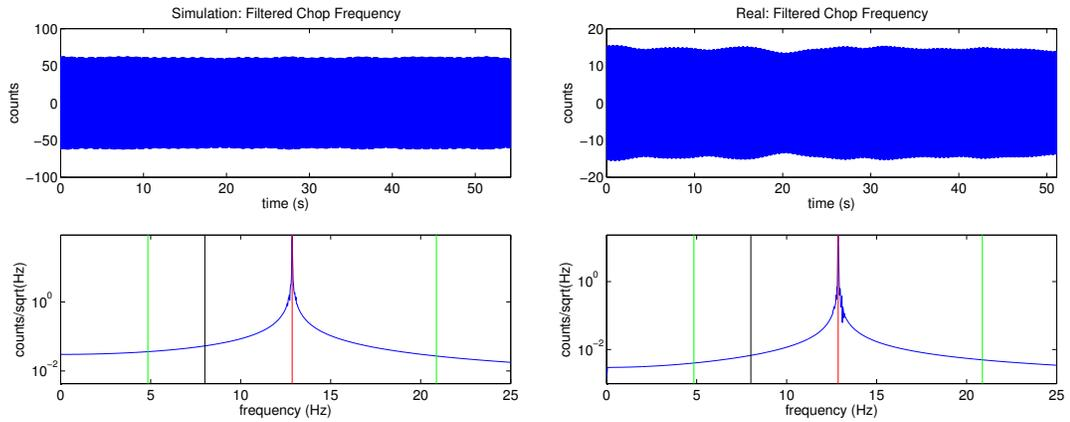 Simulation: Filtered Chop Frequency
counts
100
50
0
−50
−100
0 10 20 30 40 50
time (s)
Real: Filtered Chop Frequency
counts
20
10
0
−10
−20
0 10 20 30 40 50
time (s)
counts/sqrt(Hz)
10^0
10^−2
0 5 10 15 20 25
frequency (Hz)
counts/sqrt(Hz)
10^0
10^−2
0 5 10 15 20 25
frequency (Hz)